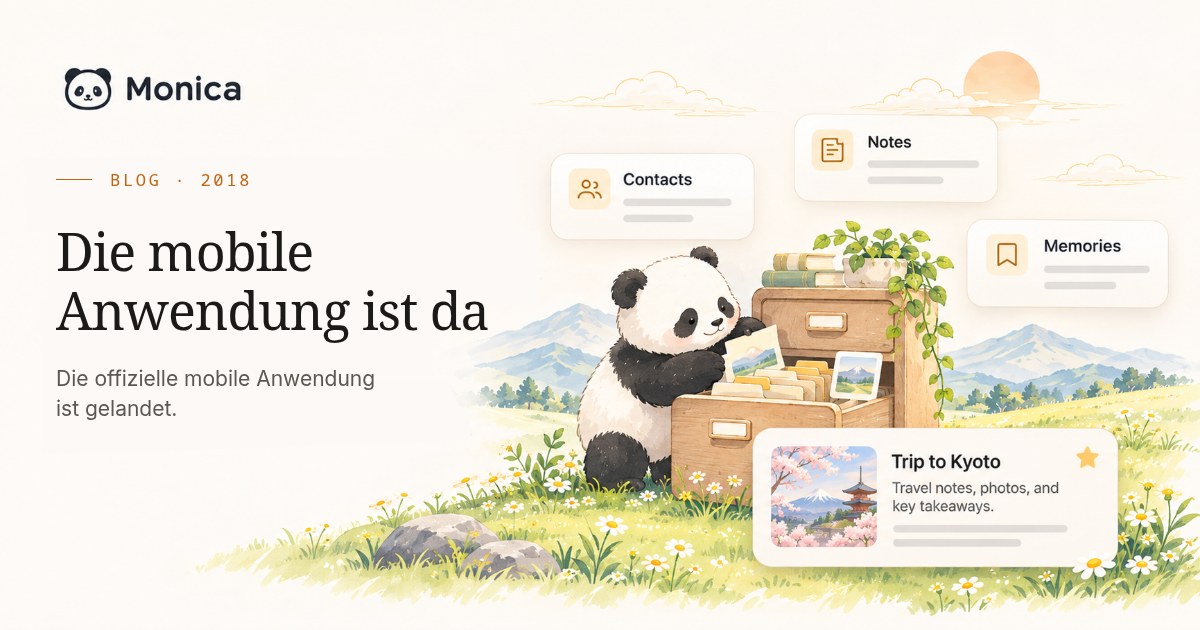 Monica
BLOG · 2018
Die mobile
Anwendung ist da
Die offizielle mobile Anwendung
ist gelandet.
Contacts
Notes
Memories
Trip to Kyoto
Travel notes, photos, and
key takeaways.